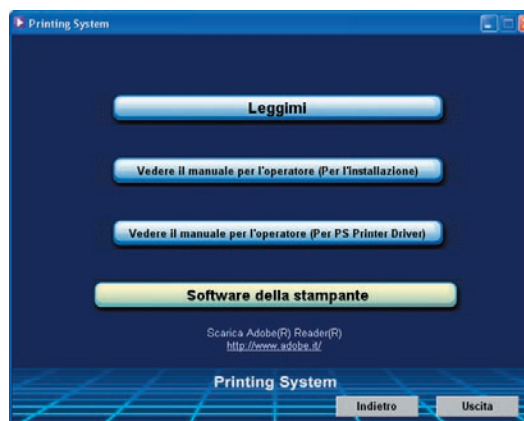 Printing System
Leggimi
Vedere il manuale per l'operatore (Per l'installazione)
Vedere il manuale per l'operatore (Per PS Printer Driver)
Software della stampante
Scarica Adobe(R) Reader(R)
http://www.adobe.it/
Printing System
Indietro
Uscita